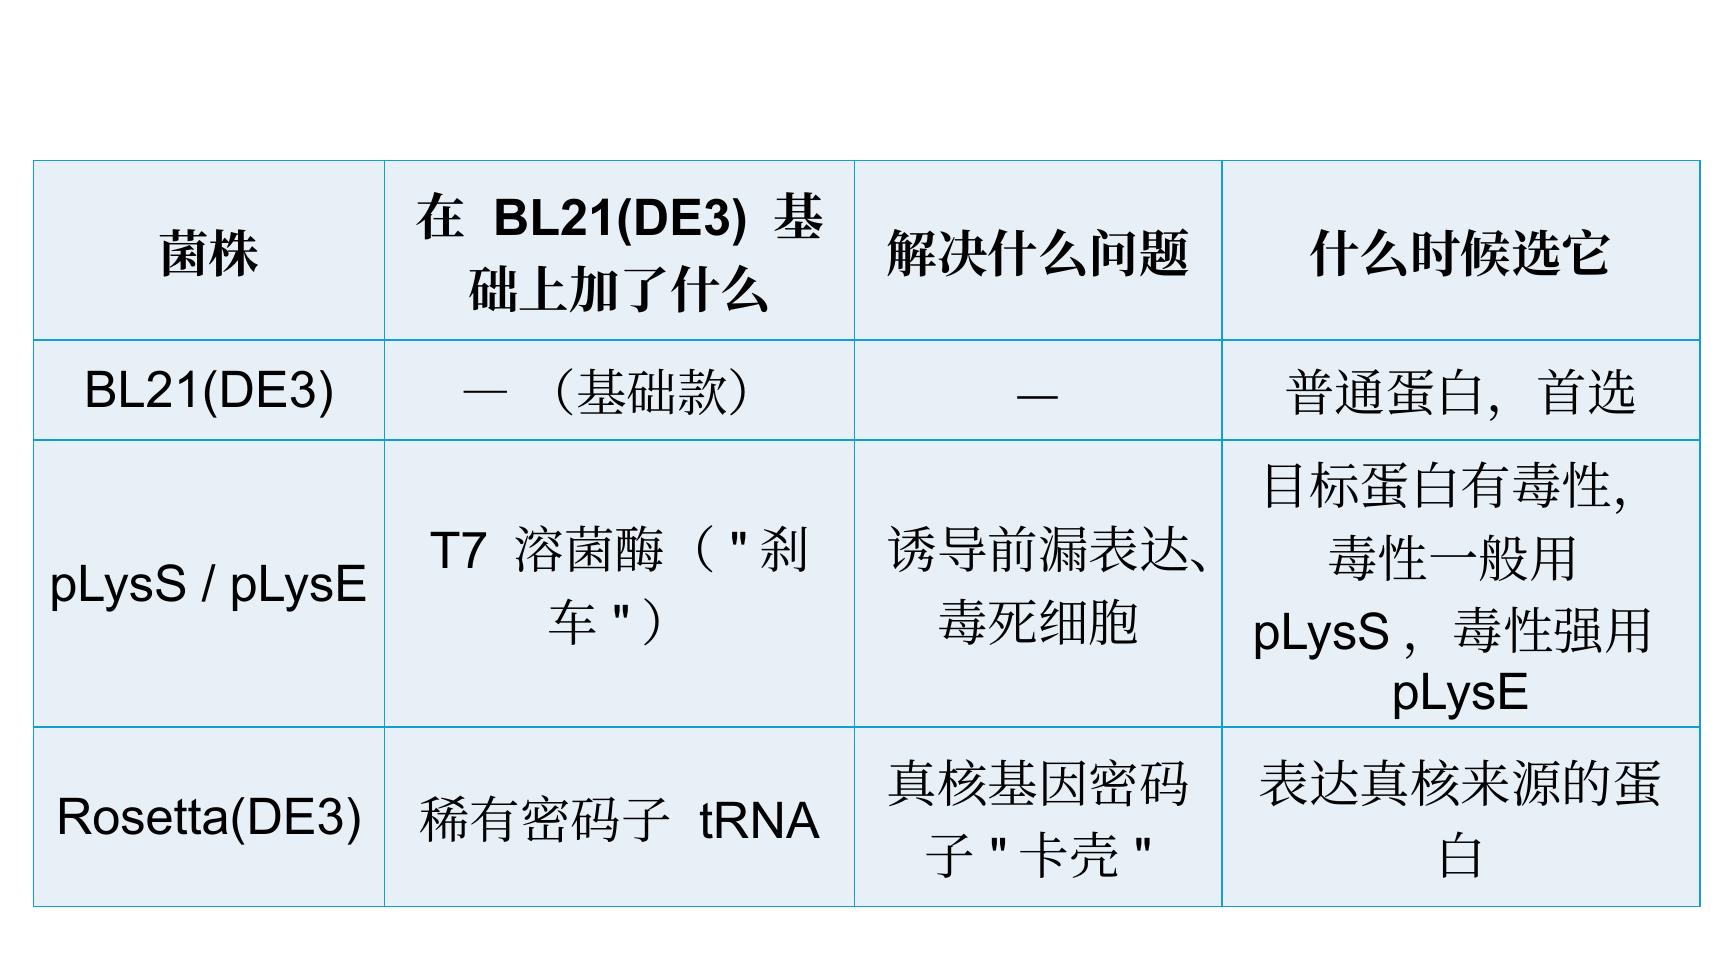 菌株
在 BL21(DE3) 基
础上加了什么
解决什么问题
什么时候选它
BL21(DE3)
— （基础款）
—
普通蛋白，首选
pLysS / pLysE
T7 溶菌酶（ " 刹
车 " ）
诱导前漏表达、
毒死细胞
目标蛋白有毒性，
毒性一般用
pLysS ，毒性强用
pLysE
Rosetta(DE3)
稀有密码子 tRNA
真核基因密码
子 " 卡壳 "
表达真核来源的蛋
白